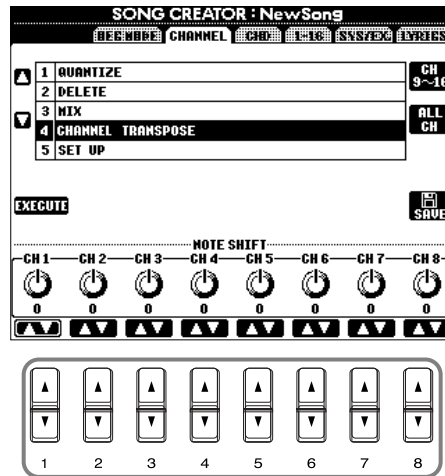 SONG CREATOR : NewSong
REC MODE CHANNEL CHD 1-16 SYS/EX. LYRICS
1 QUANTIZE
2 DELETE
3 MIX
4 CHANNEL TRANSPOSE
5 SET UP
CH 9~16
ALL CH
EXECUTE
SAVE
NOTE SHIFT
CH 1 CH 2 CH 3 CH 4 CH 5 CH 6 CH 7 CH 8
0 0 0 0 0 0 0 0
1 2 3 4 5 6 7 8